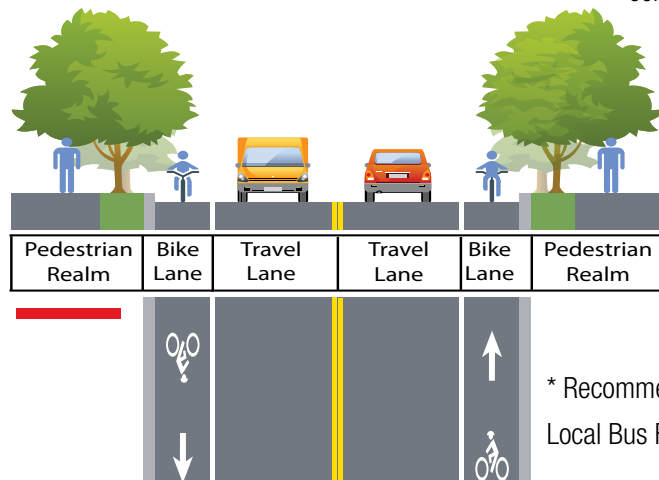 Pedestrian Realm
Bike Lane
Travel Lane
Travel Lane
Bike Lane
Pedestrian Realm
* Recomme
Local Bus